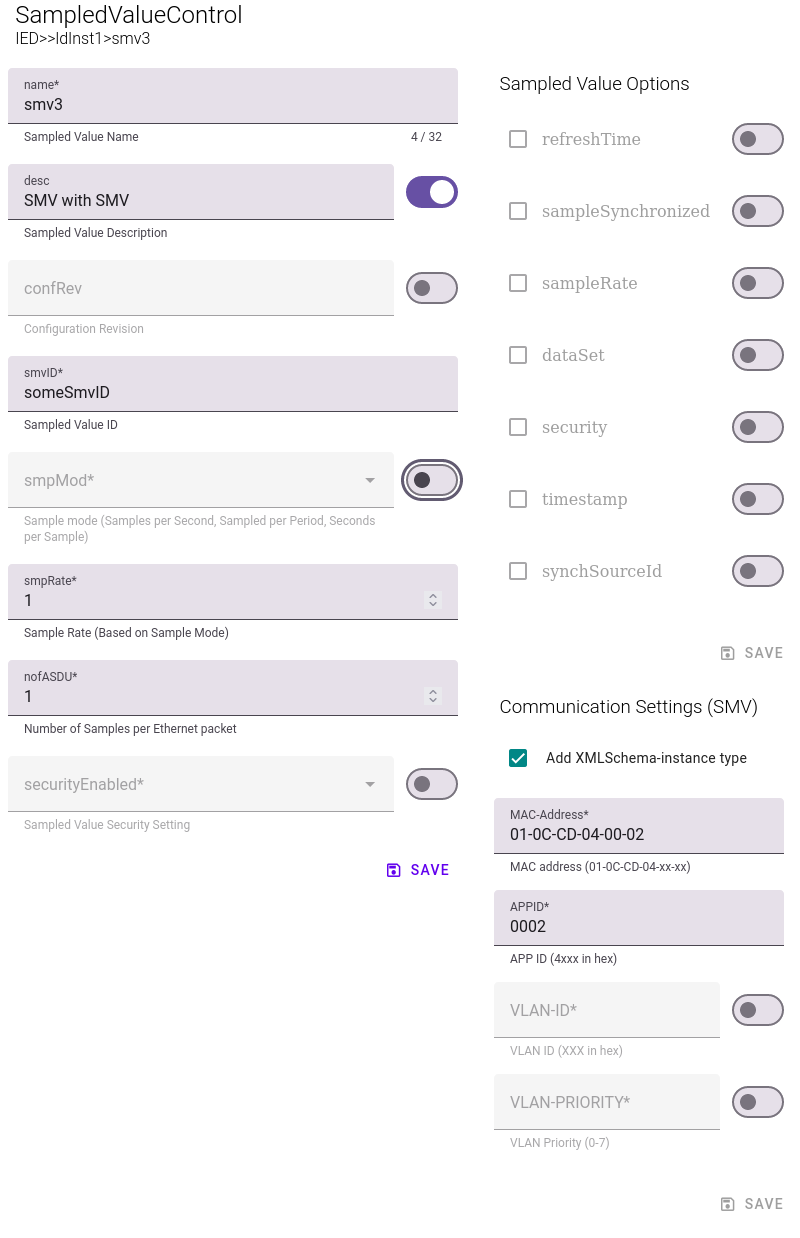 SampledValueControl
IED>>IdInst1>smv3
name*
smv3
Sampled Value Name
4 / 32
desc
SMV with SMV
Sampled Value Description
confRev
Configuration Revision
smvID*
someSmvID
Sampled Value ID
smpMod*
Sample mode (Samples per Second, Sampled per Period, Seconds
per Sample)
smpRate*
1
Sample Rate (Based on Sample Mode)
nofASDU*
1
Number of Samples per Ethernet packet
securityEnabled*
Sampled Value Security Setting
SAVE
Sampled Value Options
refreshTime
sampleSynchronized
sampleRate
dataSet
security
timestamp
synchSourceId
SAVE
Communication Settings (SMV)
Add XMLSchema-instance type
MAC-Address*
01-0C-CD-04-00-02
MAC address (01-0C-CD-04-xx-xx)
APPID*
0002
APP ID (4xxx in hex)
VLAN-ID*
VLAN ID (XXX in hex)
VLAN-PRIORITY*
VLAN Priority (0-7)
SAVE